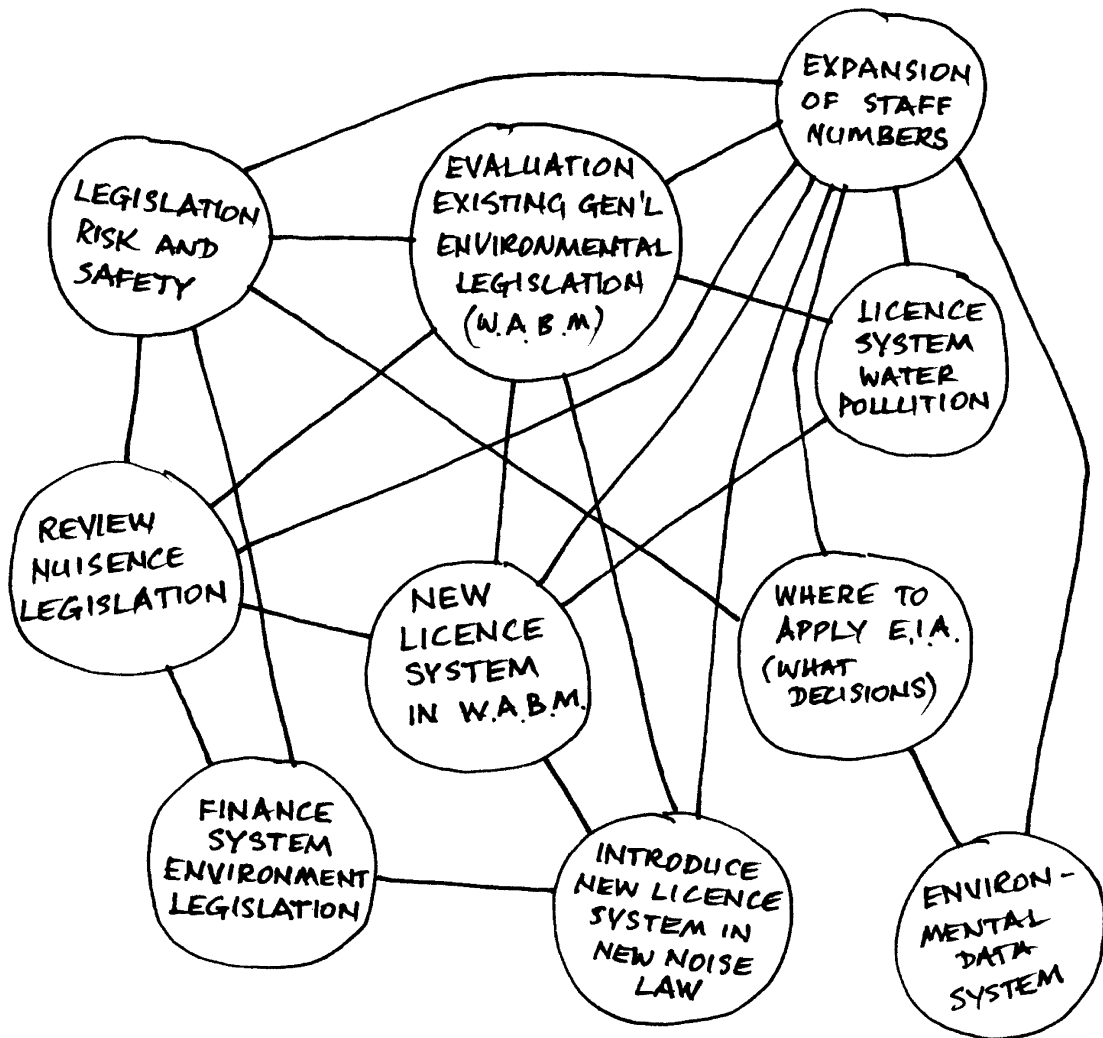 EXPANSION
OF STAFF
NUMBERS
LEGISLATION
RISK AND
SAFETY
EVALUATION
EXISTING GEN'L
ENVIRONMENTAL
LEGISLATION
(W.A.B.M)
LICENCE
SYSTEM
WATER
POLLUTION
REVIEW
NUISENCE
LEGISLATION
NEW
LICENCE
SYSTEM
IN W.A.B.M.
WHERE TO
APPLY E.I.A.
(WHAT
DECISIONS)
FINANCE
SYSTEM
ENVIRONMENT
LEGISLATION
INTRODUCE
NEW LICENCE
SYSTEM IN
NEW NOISE
LAW
ENVIRON-
MENTAL
DATA
SYSTEM